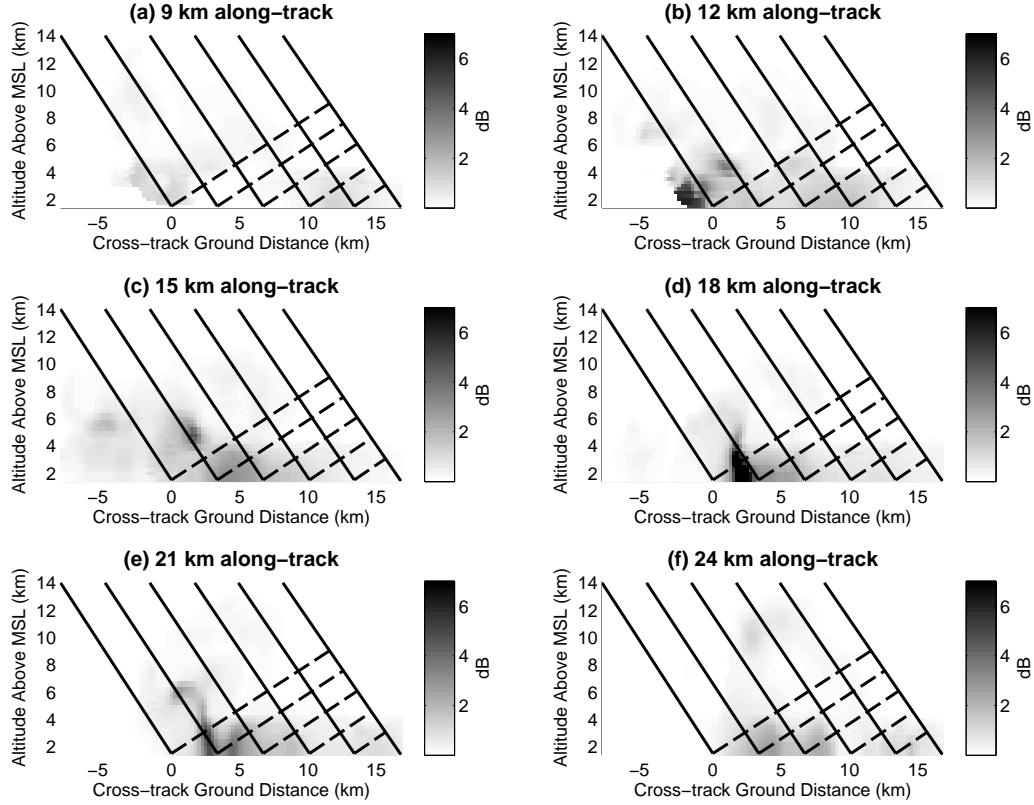 (a) 9 km along−track
14
12
10
8
6
4
2
Altitude Above MSL (km)
−5 0 5 10 15
Cross−track Ground Distance (km)
6
4
2
dB
(b) 12 km along−track
14
12
10
8
6
4
2
Altitude Above MSL (km)
−5 0 5 10 15
Cross−track Ground Distance (km)
6
4
2
dB
(c) 15 km along−track
14
12
10
8
6
4
2
Altitude Above MSL (km)
−5 0 5 10 15
Cross−track Ground Distance (km)
6
4
2
dB
(d) 18 km along−track
14
12
10
8
6
4
2
Altitude Above MSL (km)
−5 0 5 10 15
Cross−track Ground Distance (km)
6
4
2
dB
(e) 21 km along−track
14
12
10
8
6
4
2
Altitude Above MSL (km)
−5 0 5 10 15
Cross−track Ground Distance (km)
6
4
2
dB
(f) 24 km along−track
14
12
10
8
6
4
2
Altitude Above MSL (km)
−5 0 5 10 15
Cross−track Ground Distance (km)
6
4
2
dB